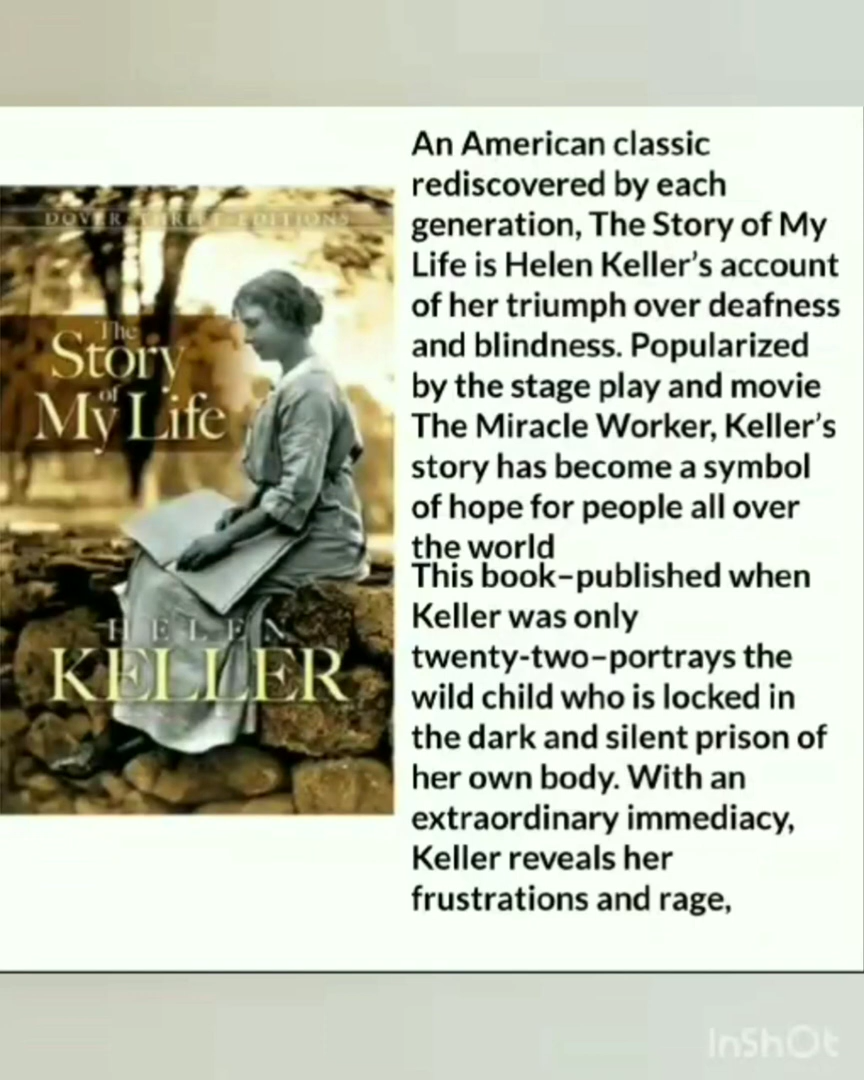 DOVER THRIFT EDITIONS
The
Story
of
My Life
HELEN
KELLER
An American classic
rediscovered by each
generation, The Story of My
Life is Helen Keller's account
of her triumph over deafness
and blindness. Popularized
by the stage play and movie
The Miracle Worker, Keller's
story has become a symbol
of hope for people all over
the world
This book–published when
Keller was only
twenty-two–portrays the
wild child who is locked in
the dark and silent prison of
her own body. With an
extraordinary immediacy,
Keller reveals her
frustrations and rage,
InShOt